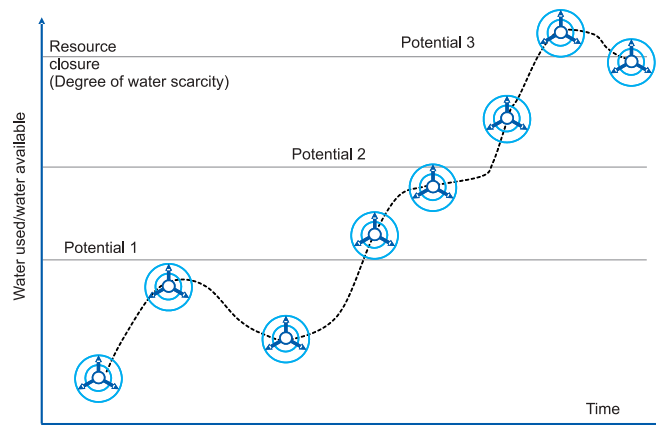 Resource
closure
(Degree of water scarcity)
Potential 3
Potential 2
Potential 1
Water used/water available
Time